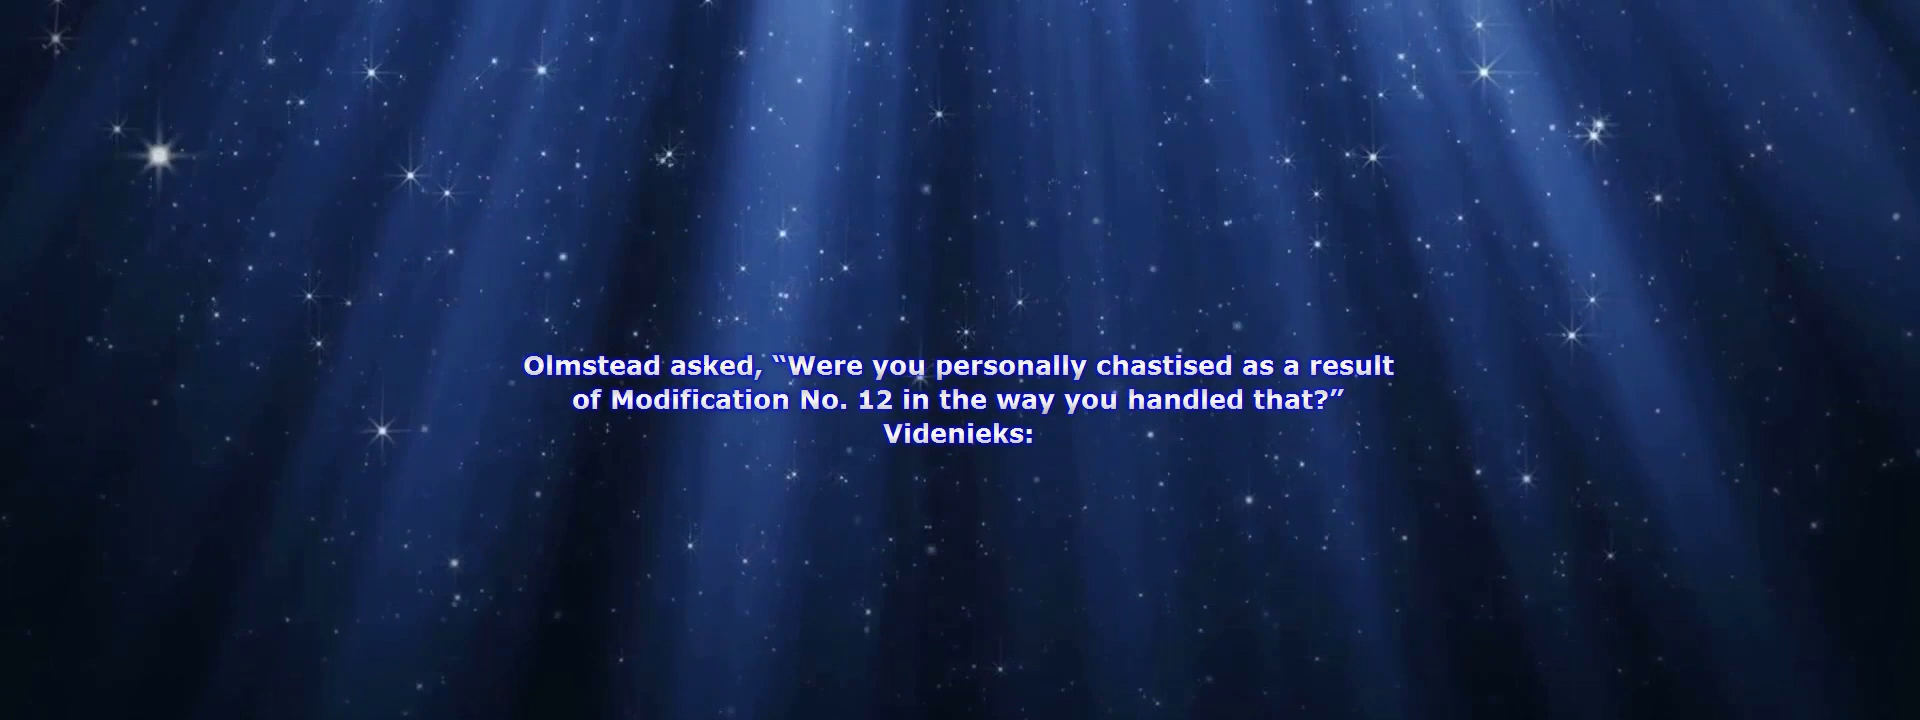 Olmstead asked, “Were you personally chastised as a result
of Modification No. 12 in the way you handled that?”
Videnieks: